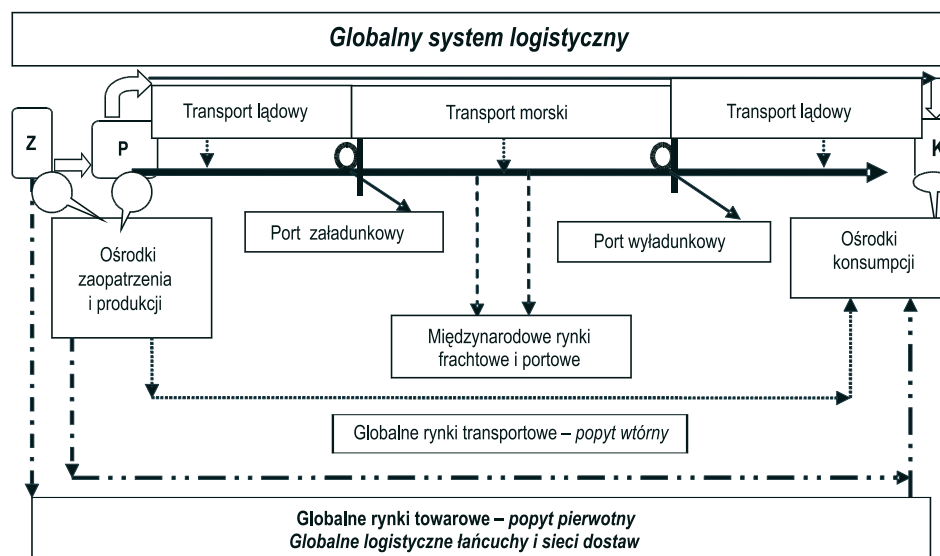 Globalny system logistyczny
Transport lądowy
Transport morski
Transport lądowy
Z
P
K
Port załadunkowy
Port wyładunkowy
Ośrodki
zaopatrzenia
i produkcji
Ośrodki
konsumpcji
Międzynarodowe rynki
frachtowe i portowe
Globalne rynki transportowe – popyt wtórny
Globalne rynki towarowe – popyt pierwotny
Globalne logistyczne łańcuchy i sieci dostaw